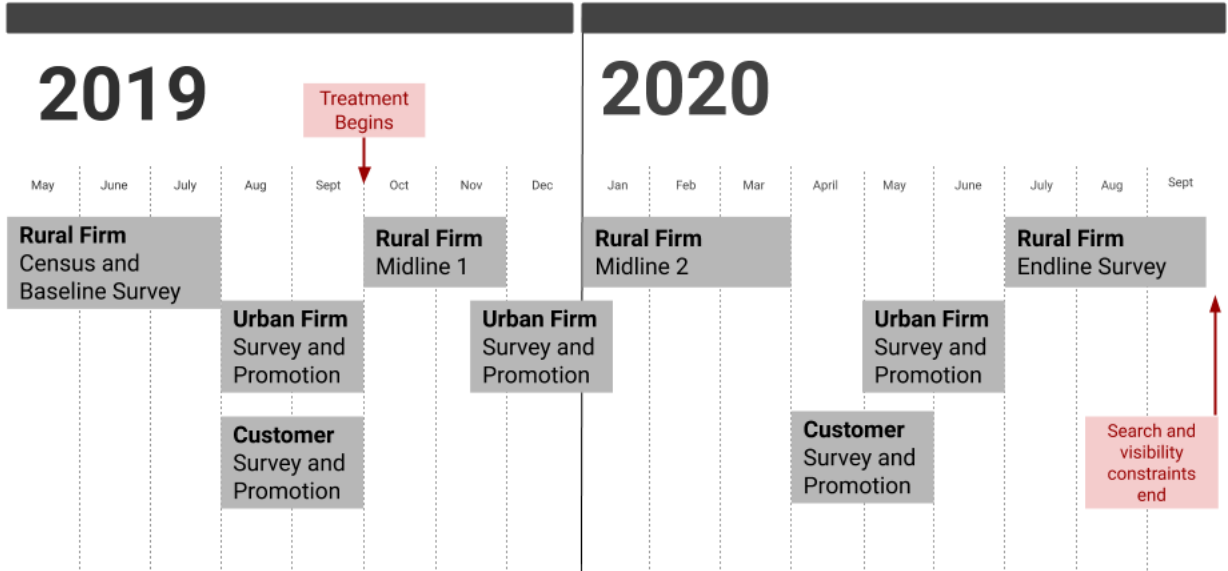 2019
2020
Treatment
Begins
May
June
July
Aug
Sept
Oct
Nov
Dec
Jan
Feb
Mar
April
May
June
July
Aug
Sept
Rural Firm
Census and
Baseline Survey
Rural Firm
Midline 1
Rural Firm
Midline 2
Rural Firm
Endline Survey
Urban Firm
Survey and
Promotion
Urban Firm
Survey and
Promotion
Urban Firm
Survey and
Promotion
Customer
Survey and
Promotion
Customer
Survey and
Promotion
Search and
visibility
constraints
end